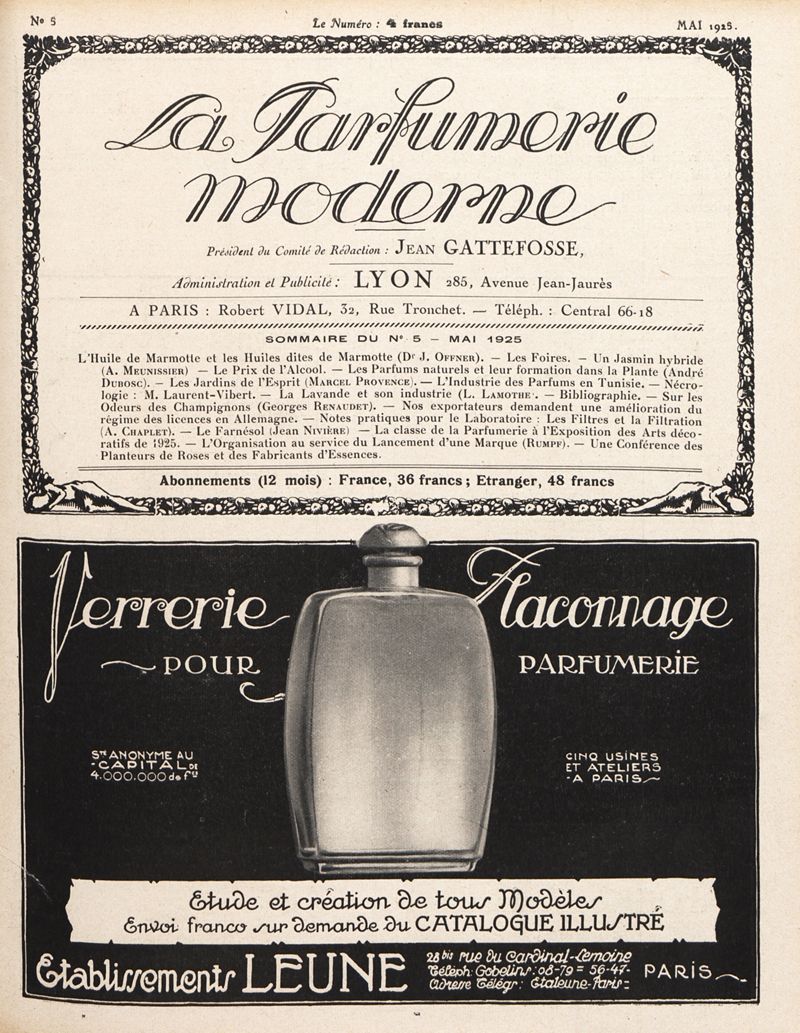 No 5
Le Numéro : 4 francs
MAI 1925.
La Parfumerie
moderne
Président du Comité de Rédaction : JEAN GATTEFOSSE,
Administration et Publicité : LYON 285, Avenue Jean-Jaurès
A PARIS : Robert VIDAL, 32, Rue Tronchet. — Téléph. : Central 66-18
SOMMAIRE DU No 5 — MAI 1925
L'Huile de Marmotte et les Huiles dites de Marmotte (Dr J. OFFNER). — Les Foires. — Un Jasmin hybride
(A. MEUNISSIER) — Le Prix de l'Alcool. — Les Parfums naturels et leur formation dans la Plante (André
DUBOSC). — Les Jardins de l'Esprit (MARCEL PROVENCE). — L'Industrie des Parfums en Tunisie. — Nécro-
logie : M. Laurent-Vibert. — La Lavande et son industrie (L. LAMOTHE). — Bibliographie. — Sur les
Odeurs des Champignons (Georges RENAUDET). — Nos exportateurs demandent une amélioration du
régime des licences en Allemagne. — Notes pratiques pour le Laboratoire : Les Filtres et la Filtration
(A. CHAPLET). — Le Farnésol (Jean NIVIÈRE) — La classe de la Parfumerie à l'Exposition des Arts déco-
ratifs de 1925. — L'Organisation au service du Lancement d'une Marque (RUMPF). — Une Conférence des
Planteurs de Roses et des Fabricants d'Essences.
Abonnements (12 mois) : France, 36 francs ; Etranger, 48 francs
Verrerie Flaconnage
POUR PARFUMERIE
Sté ANONYME AU
-CAPITAL DE
4.000.000 de frs
CINQ USINES
ET ATELIERS
-A PARIS
Etude et création de tous Modèles
Envoi franco sur demande du CATALOGUE ILLUSTRÉ
Etablissements LEUNE
28 bis rue du Cardinal-Lemoine
Téléph: Gobelins: 08-79 = 56-47-
Adresse Télégr: Etaleune-Paris-
PARIS